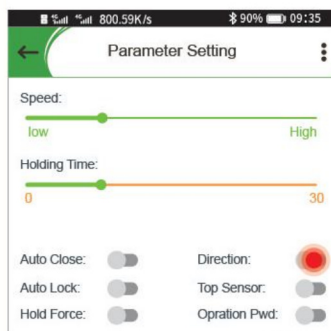 800.59K/s 90% 09:35
Parameter Setting
Speed:
low High
Holding Time:
0 30
Auto Close: Direction:
Auto Lock: Top Sensor:
Hold Force: Opration Pwd: